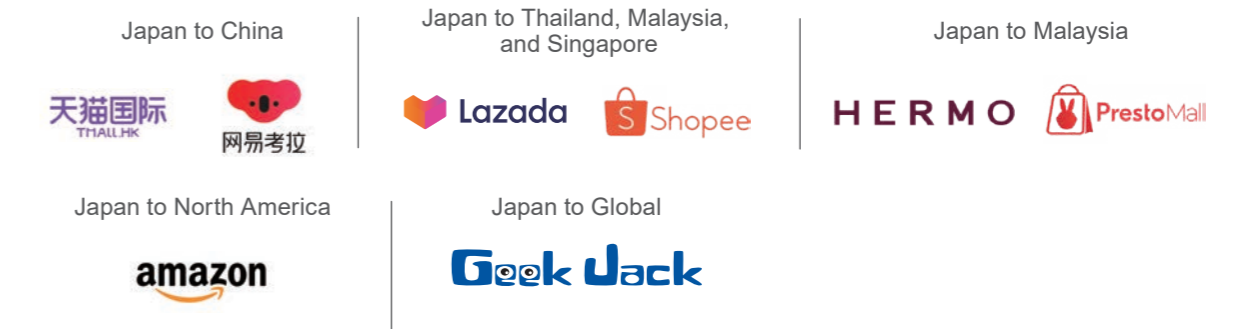 Japan to China
天猫国际
TMALL.HK
网易考拉
Japan to Thailand, Malaysia,
and Singapore
Lazada
S Shopee
Japan to Malaysia
HERMO
PrestoMall
Japan to North America
amazon
Japan to Global
Geek Jack